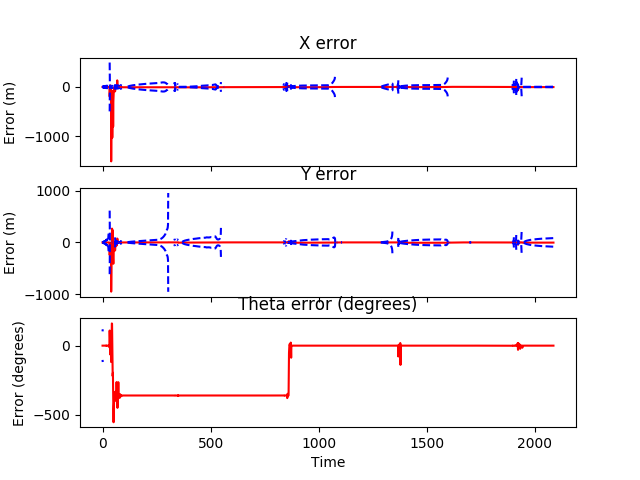 X error
0
−1000
Error (m)
Y error
1000
0
−1000
Error (m)
Theta error (degrees)
0
−500
Error (degrees)
0
500
1000
1500
2000
Time